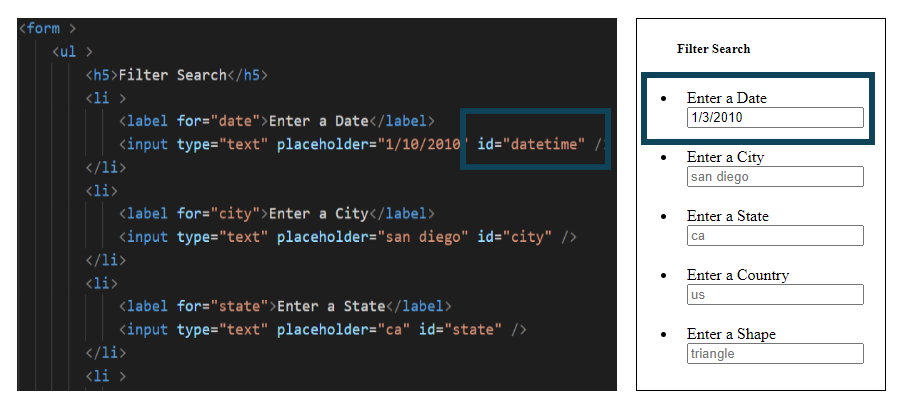 <form >
<ul >
<h5>Filter Search</h5>
<li >
<label for="date">Enter a Date</label>
<input type="text" placeholder="1/10/2010" id="datetime" /
</li>
<li>
<label for="city">Enter a City</label>
<input type="text" placeholder="san diego" id="city" />
</li>
<li>
<label for="state">Enter a State</label>
<input type="text" placeholder="ca" id="state" />
</li>
<li >
Filter Search
Enter a Date
1/3/2010
Enter a City
san diego
Enter a State
ca
Enter a Country
us
Enter a Shape
triangle